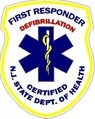 FIRST RESPONDER
DEFIBRILLATION
CERTIFIED
N.J. STATE DEPT. OF HEALTH